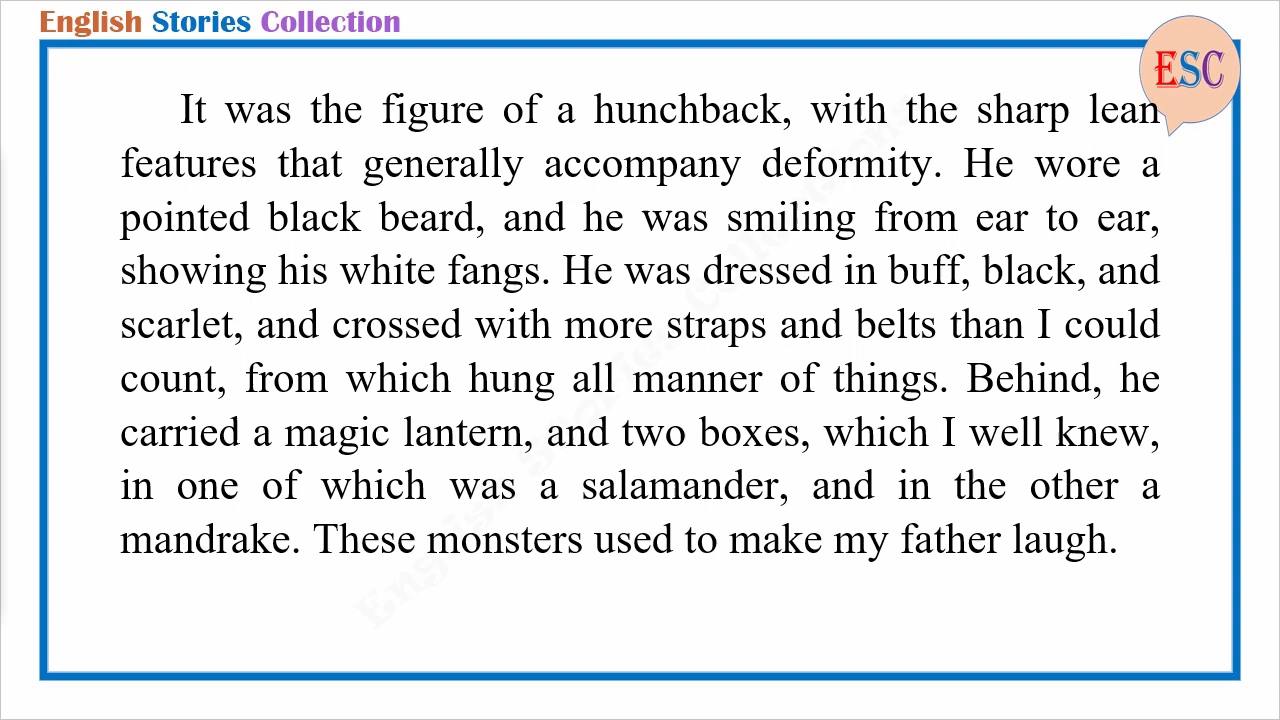 English Stories Collection
ESC
It was the figure of a hunchback, with the sharp lean
features that generally accompany deformity. He wore a
pointed black beard, and he was smiling from ear to ear,
showing his white fangs. He was dressed in buff, black, and
scarlet, and crossed with more straps and belts than I could
count, from which hung all manner of things. Behind, he
carried a magic lantern, and two boxes, which I well knew,
in one of which was a salamander, and in the other a
mandrake. These monsters used to make my father laugh.
English Stories Collection